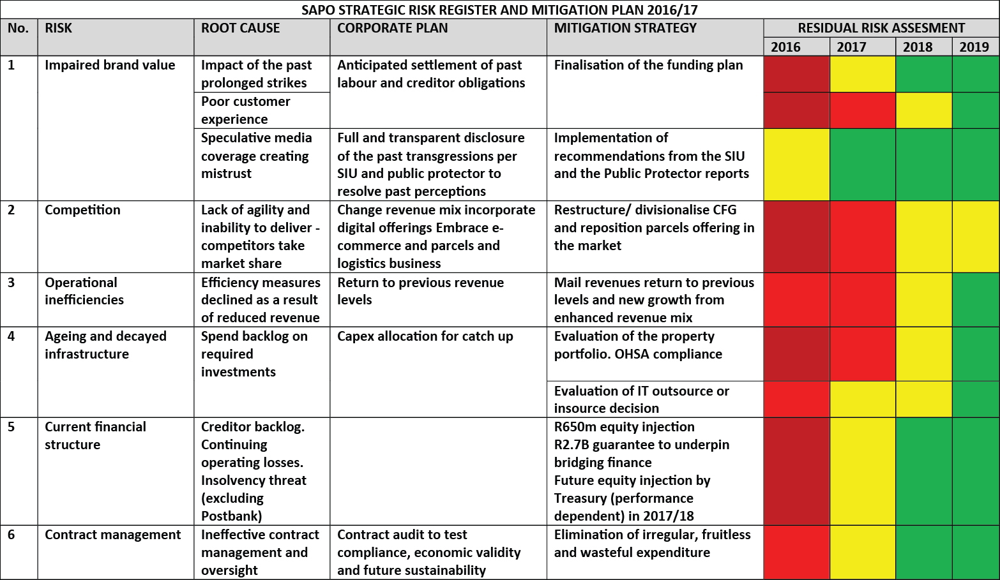 SAPO STRATEGIC RISK REGISTER AND MITIGATION PLAN 2016/17
No.
RISK
ROOT CAUSE
CORPORATE PLAN
MITIGATION STRATEGY
RESIDUAL RISK ASSESMENT
2016
2017
2018
2019
1
Impaired brand value
Impact of the past
prolonged strikes
Anticipated settlement of past
labour and creditor obligations
Finalisation of the funding plan
Poor customer
experience
Speculative media
coverage creating
mistrust
Full and transparent disclosure
of the past transgressions per
SIU and public protector to
resolve past perceptions
Implementation of
recommendations from the SIU
and the Public Protector reports
2
Competition
Lack of agility and
inability to deliver -
competitors take
market share
Change revenue mix incorporate
digital offerings Embrace e-
commerce and parcels and
logistics business
Restructure/ divisionalise CFG
and reposition parcels offering in
the market
3
Operational
inefficiencies
Efficiency measures
declined as a result
of reduced revenue
Return to previous revenue
levels
Mail revenues return to previous
levels and new growth from
enhanced revenue mix
4
Ageing and decayed
infrastructure
Spend backlog on
required
investments
Capex allocation for catch up
Evaluation of the property
portfolio. OHSA compliance
Evaluation of IT outsource or
insource decision
5
Current financial
structure
Creditor backlog.
Continuing
operating losses.
Insolvency threat
(excluding
Postbank)
R650m equity injection
R2.7B guarantee to underpin
bridging finance
Future equity injection by
Treasury (performance
dependent) in 2017/18
6
Contract management
Ineffective contract
management and
oversight
Contract audit to test
compliance, economic validity
and future sustainability
Elimination of irregular, fruitless
and wasteful expenditure